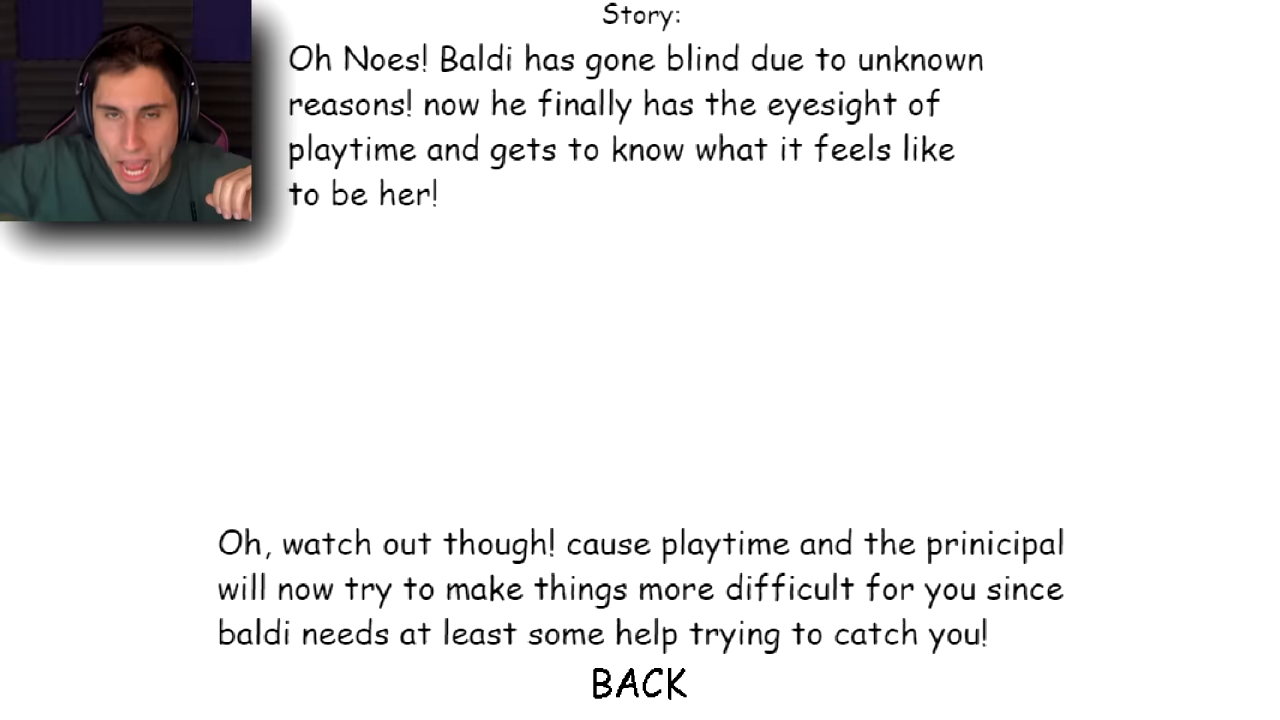 Story:
Oh Noes! Baldi has gone blind due to unknown
reasons! now he finally has the eyesight of
playtime and gets to know what it feels like
to be her!
Oh, watch out though! cause playtime and the prinicipal
will now try to make things more difficult for you since
baldi needs at least some help trying to catch you!
BACK